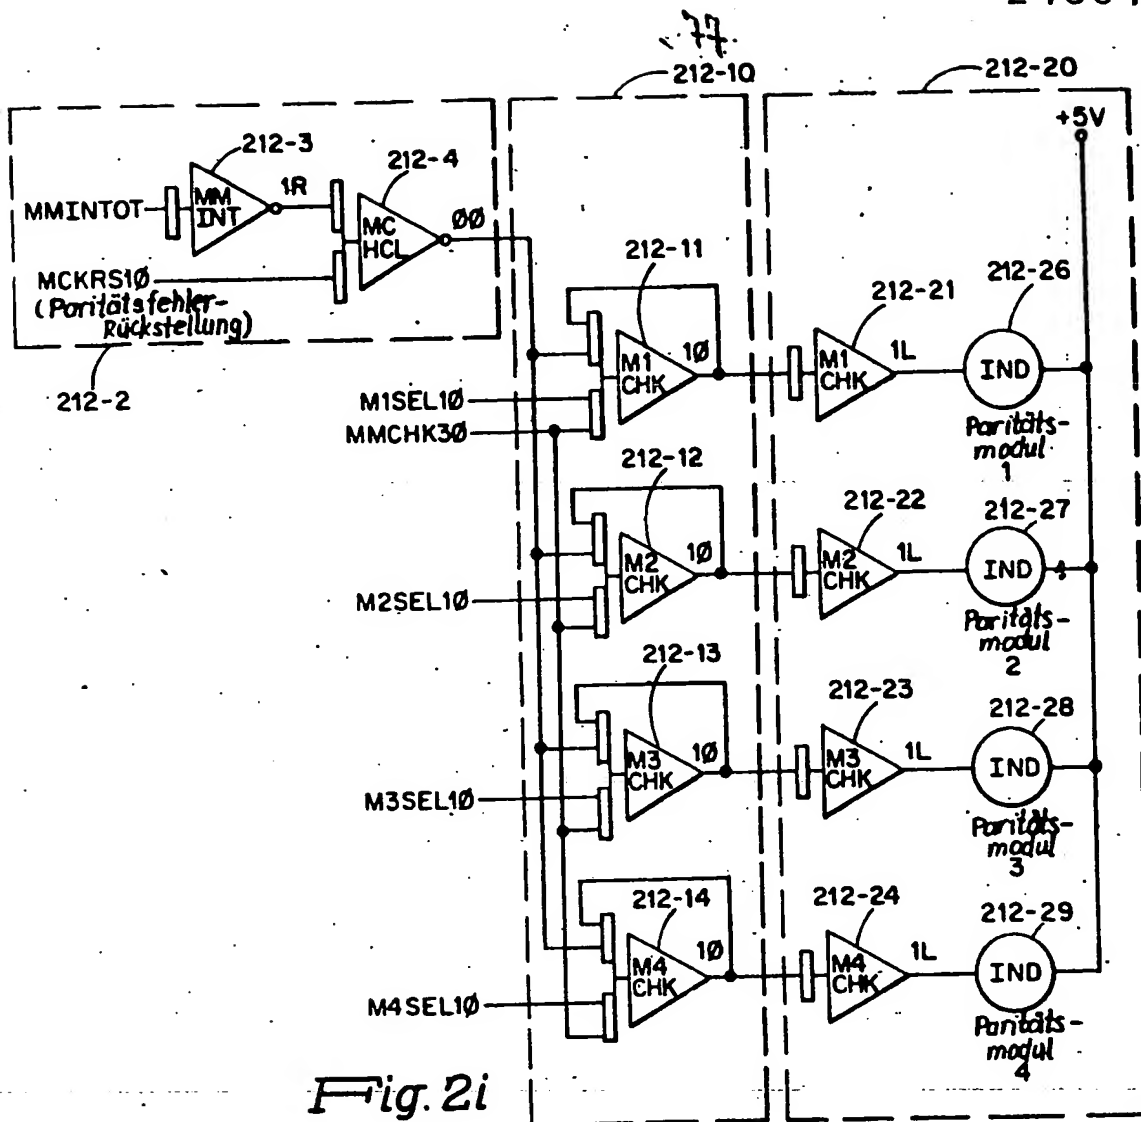 77.
212-10
212-20
+5V
212-3
212-4
MMINTOT
MM
INT
1R
MC
HCL
ØØ
MCKRS1Ø
(Paritätsfehler-
Rückstellung)
212-2
212-11
M1
CHK
1Ø
212-21
M1
CHK
1L
212-26
IND
Paritäts-
modul
1
M1SEL1Ø
MMCHK3Ø
212-12
M2
CHK
1Ø
212-22
M2
CHK
1L
212-27
IND
Paritäts-
modul
2
M2SEL1Ø
212-13
M3
CHK
1Ø
212-23
M3
CHK
1L
212-28
IND
Paritäts-
modul
3
M3SEL1Ø
212-14
M4
CHK
1Ø
212-24
M4
CHK
1L
212-29
IND
Paritäts-
modul
4
M4SEL1Ø
Fig. 2i